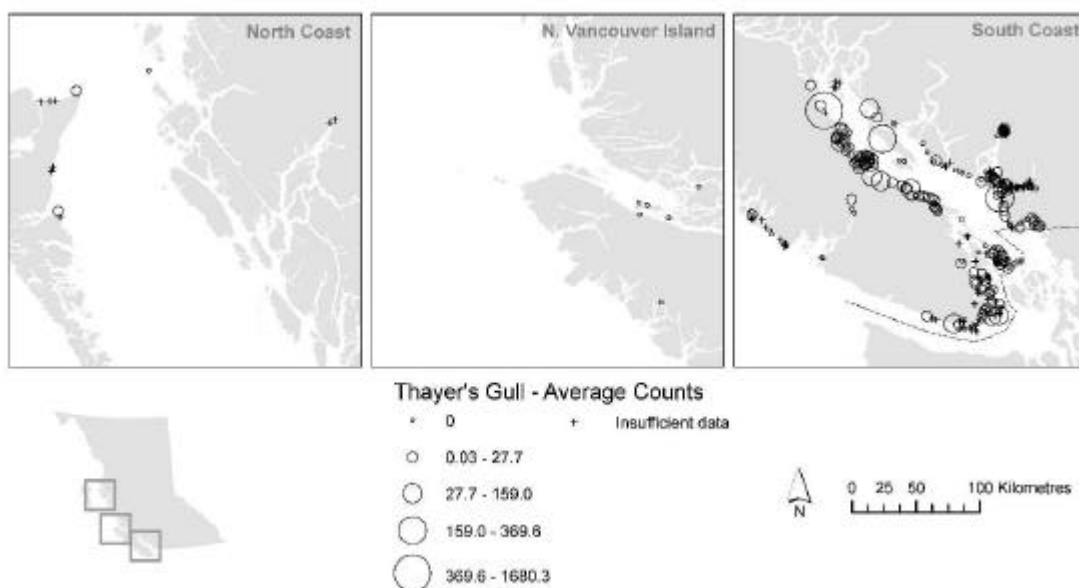 North Coast
N. Vancouver Island
South Coast
Thayer's Gull - Average Counts
0
Insufficient data
0.03 - 27.7
27.7 - 159.0
159.0 - 369.6
369.6 - 1680.3
N
0 25 50 100 Kilometres